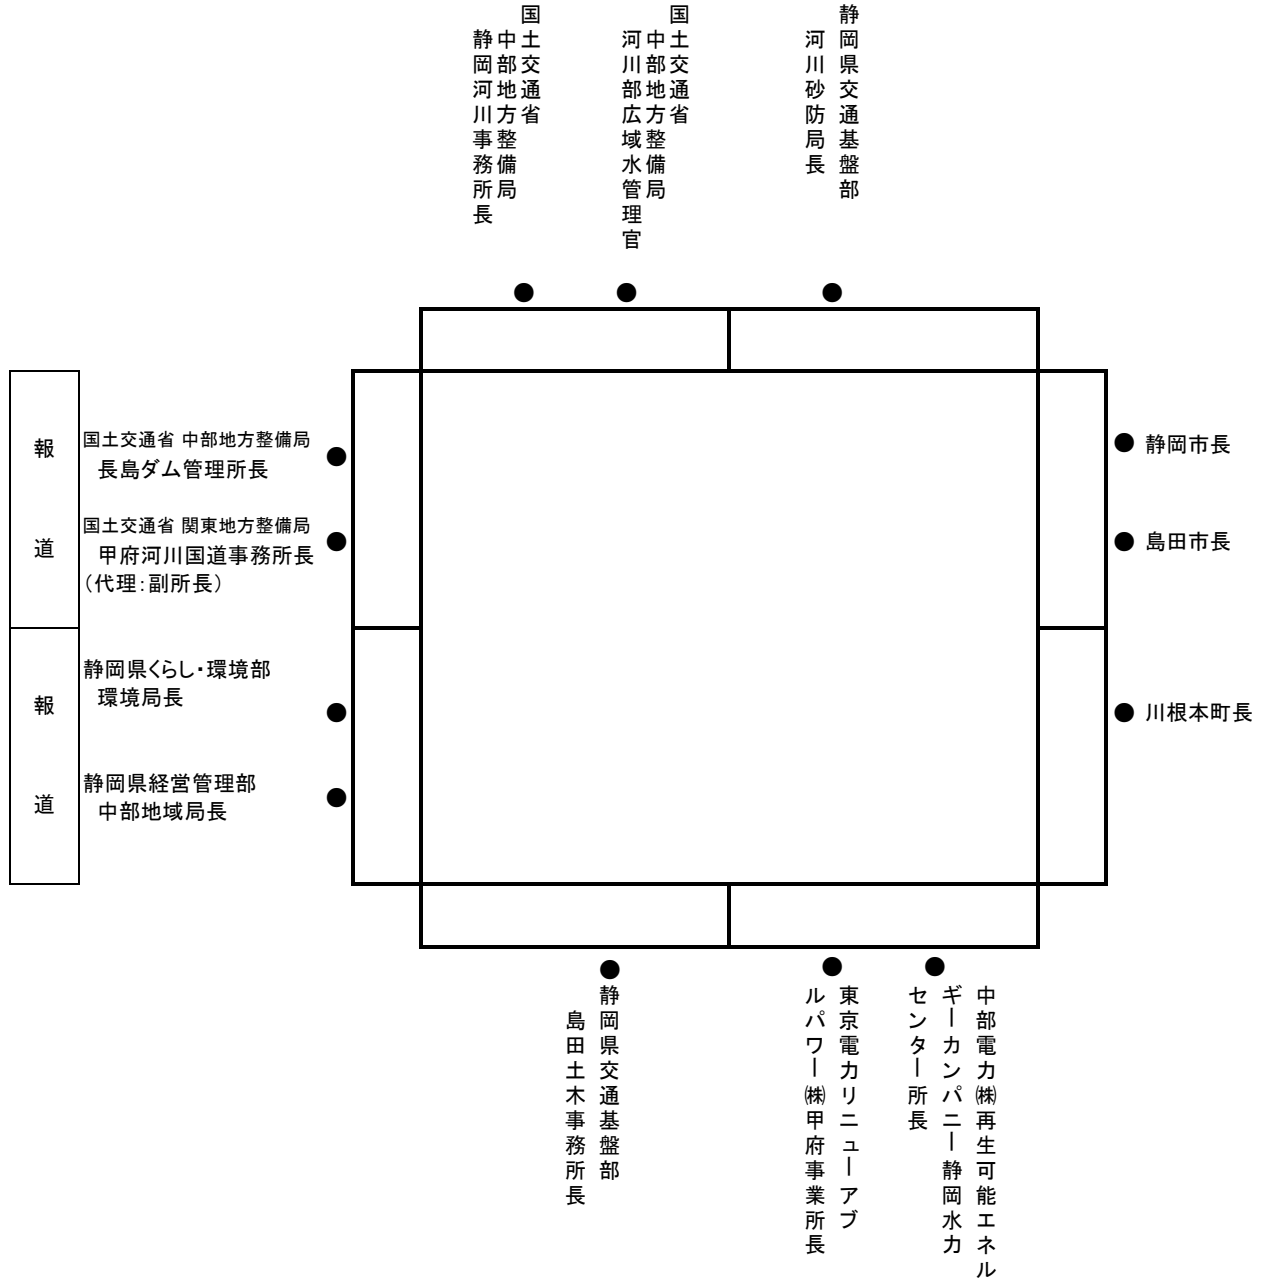 国土交通省
中部地方整備局
静岡河川事務所長
国土交通省
中部地方整備局
河川部広域水管理官
静岡県交通基盤部
河川砂防局長
報
道
国土交通省 中部地方整備局
長島ダム管理所長
国土交通省 関東地方整備局
甲府河川国道事務所長
（代理：副所長）
報
道
静岡県くらし・環境部
環境局長
静岡県経営管理部
中部地域局長
静岡市長
島田市長
川根本町長
静岡県交通基盤部
島田土木事務所長
東京電力リニューアブ
ルパワー㈱甲府事業所長
中部電力㈱再生可能エネル
ギーカンパニー静岡水力
センター所長